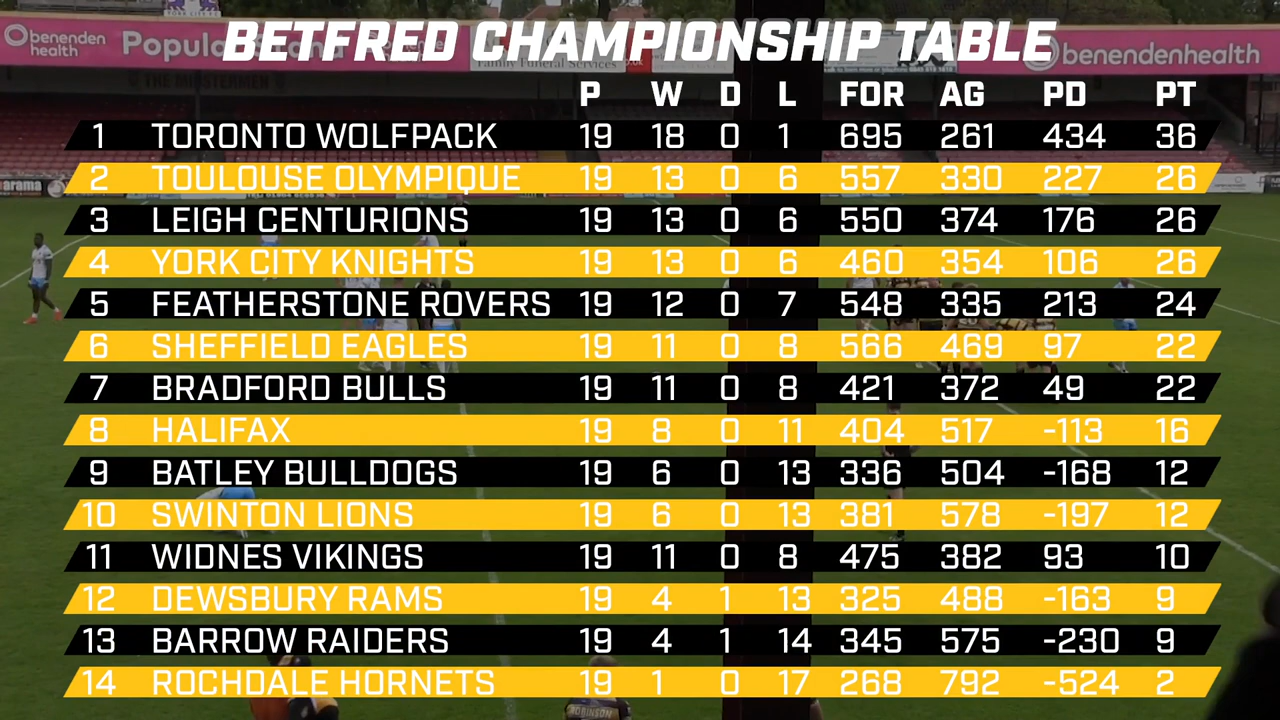 BETFRED CHAMPIONSHIP TABLE
benenden health
Popula
Family Funeral Services
benendenhealth
P W D L FOR AG PD PT
1 TORONTO WOLFPACK 19 18 0 1 695 261 434 36
2 TOULOUSE OLYMPIQUE 19 13 0 6 557 330 227 26
3 LEIGH CENTURIONS 19 13 0 6 550 374 176 26
4 YORK CITY KNIGHTS 19 13 0 6 460 354 106 26
5 FEATHERSTONE ROVERS 19 12 0 7 548 335 213 24
6 SHEFFIELD EAGLES 19 11 0 8 566 469 97 22
7 BRADFORD BULLS 19 11 0 8 421 372 49 22
8 HALIFAX 19 8 0 11 404 517 -113 16
9 BATLEY BULLDOGS 19 6 0 13 336 504 -168 12
10 SWINTON LIONS 19 6 0 13 381 578 -197 12
11 WIDNES VIKINGS 19 11 0 8 475 382 93 10
12 DEWSBURY RAMS 19 4 1 13 325 488 -163 9
13 BARROW RAIDERS 19 4 1 14 345 575 -230 9
14 ROCHDALE HORNETS 19 1 0 17 268 792 -524 2
ROBINSON